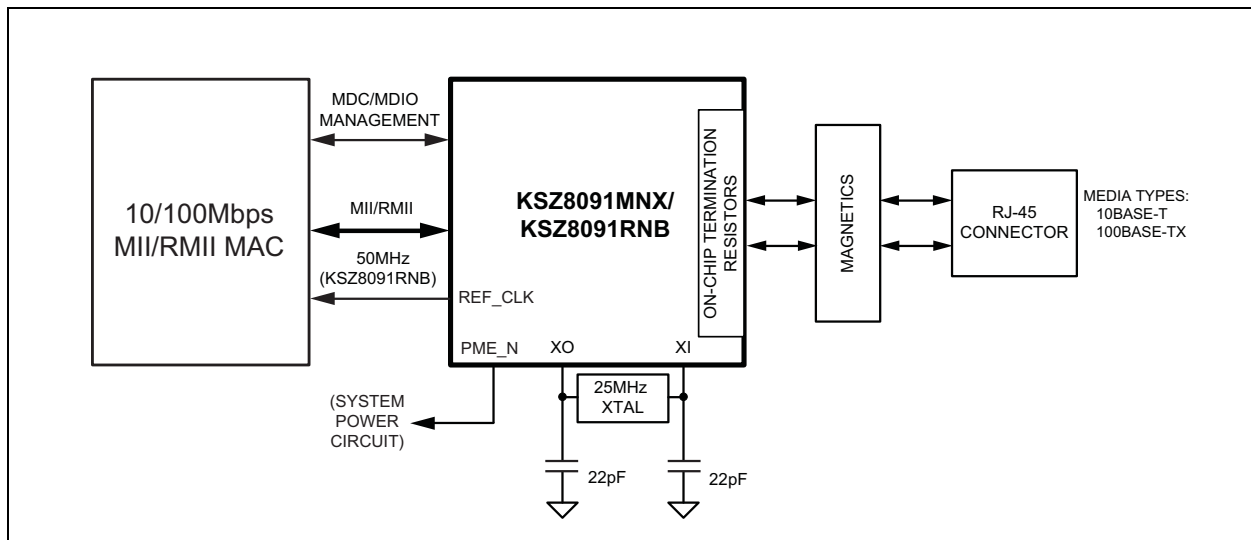 MDC/MDIO
MANAGEMENT
10/100Mbps
MII/RMII MAC
MII/RMII
50MHz
(KSZ8091RNB)
KSZ8091MNX/
KSZ8091RNB
REF_CLK
PME_N
XO
XI
ON-CHIP TERMINATION
RESISTORS
MAGNETICS
RJ-45
CONNECTOR
MEDIA TYPES:
10BASE-T
100BASE-TX
25MHz
XTAL
(SYSTEM
POWER
CIRCUIT)
22pF
22pF